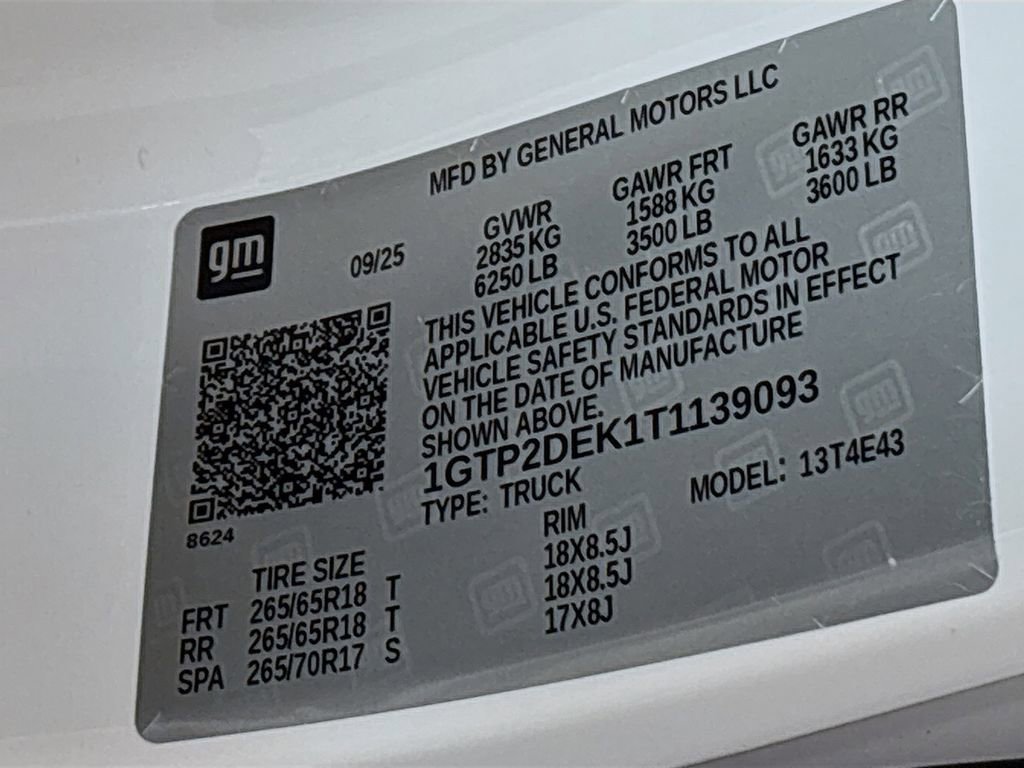 MFD BY GENERAL MOTORS LLC
gm
09/25
GVWR GAWR FRT GAWR RR
2835 KG 1588 KG 1633 KG
6250 LB 3500 LB 3600 LB
THIS VEHICLE CONFORMS TO ALL
APPLICABLE U.S. FEDERAL MOTOR
VEHICLE SAFETY STANDARDS IN EFFECT
ON THE DATE OF MANUFACTURE
SHOWN ABOVE.
1GTP2DEK1T1139093
TYPE: TRUCK MODEL: 13T4E43
8624
TIRE SIZE RIM
FRT 265/65R18 T 18X8.5J
RR 265/65R18 T 18X8.5J
SPA 265/70R17 S 17X8J